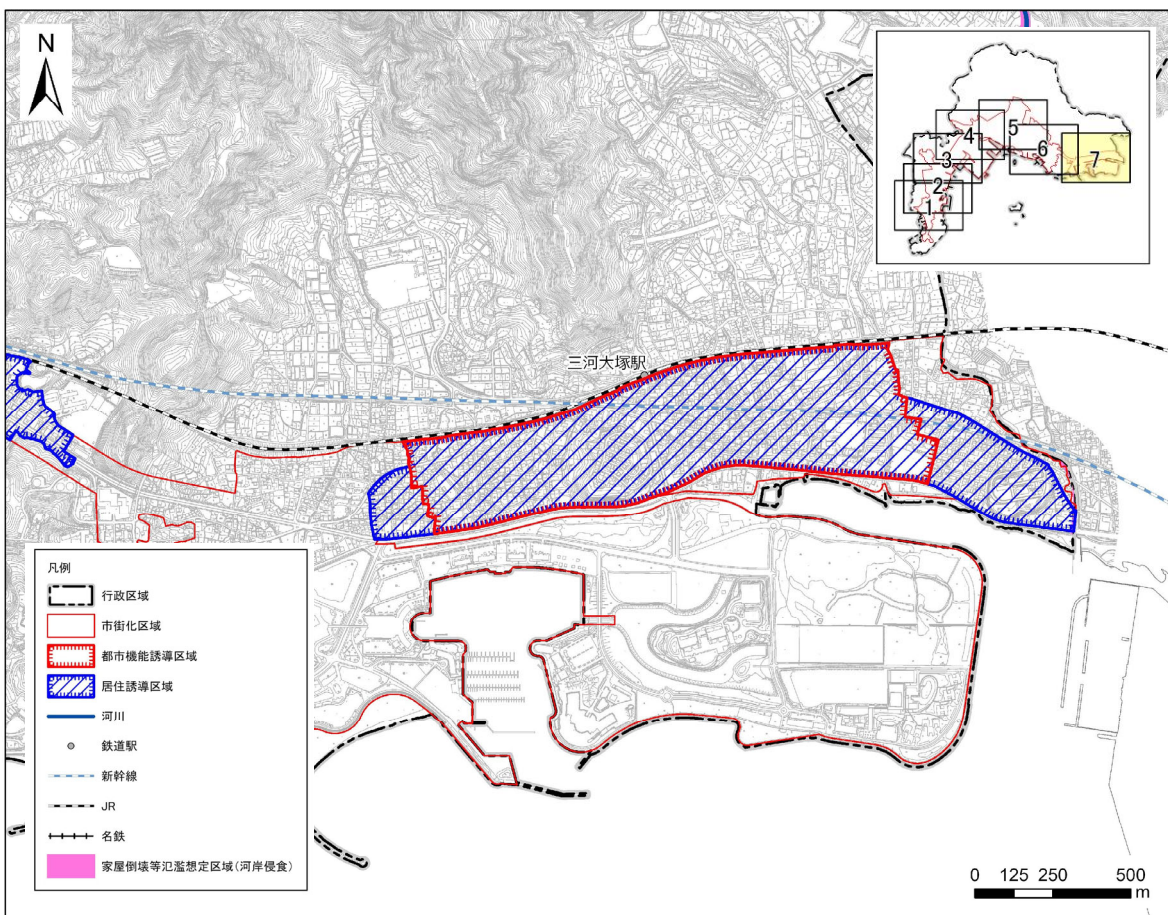 N
5
4
6
7
3
2
1
三河大塚駅
凡例
行政区域
市街化区域
都市機能誘導区域
居住誘導区域
河川
鉄道駅
新幹線
JR
名鉄
家屋倒壊等氾濫想定区域(河岸侵食)
0 125 250 500
m